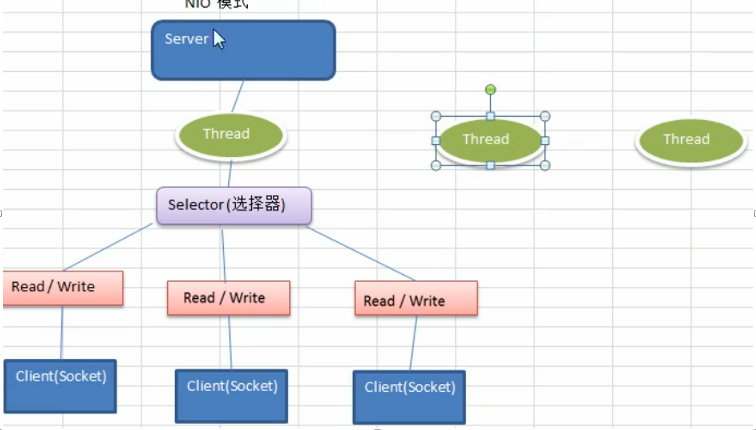 NIO 模式
Server
Thread
Thread
Thread
Selector(选择器)
Read / Write
Read / Write
Read / Write
Client(Socket)
Client(Socket)
Client(Socket)